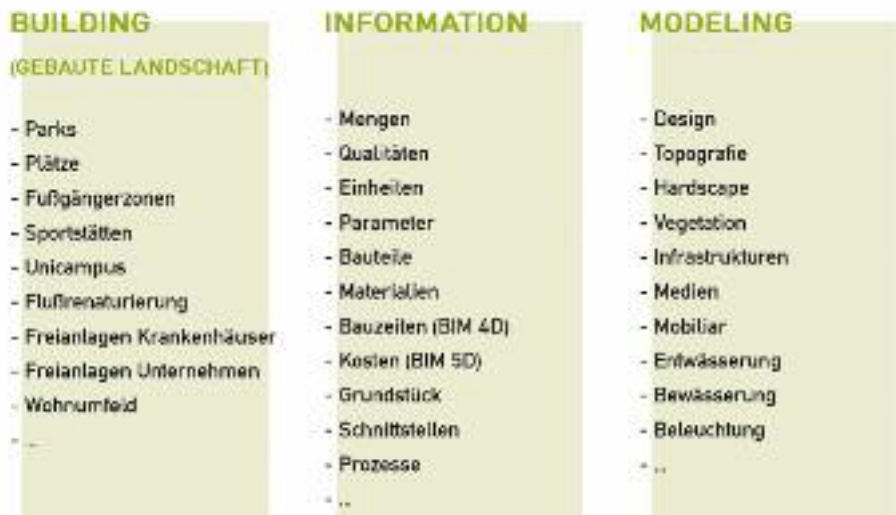 BUILDING
(GEBAUTE LANDSCHAFT)
- Parks
- Plätze
- Fußgängerzonen
- Sportstätten
- Unicampus
- Flußrenaturierung
- Freianlagen Krankenhäuser
- Freianlagen Unternehmen
- Wohnumfeld
- ..
INFORMATION
- Mengen
- Qualitäten
- Einheiten
- Parameter
- Bauteile
- Materialien
- Bauzeiten (BIM 4D)
- Kosten (BIM 5D)
- Grundstück
- Schnittstellen
- Prozesse
- ..
MODELING
- Design
- Topografie
- Hardscape
- Vegetation
- Infrastrukturen
- Medien
- Mobiliar
- Entwässerung
- Bewässerung
- Beleuchtung
- ..